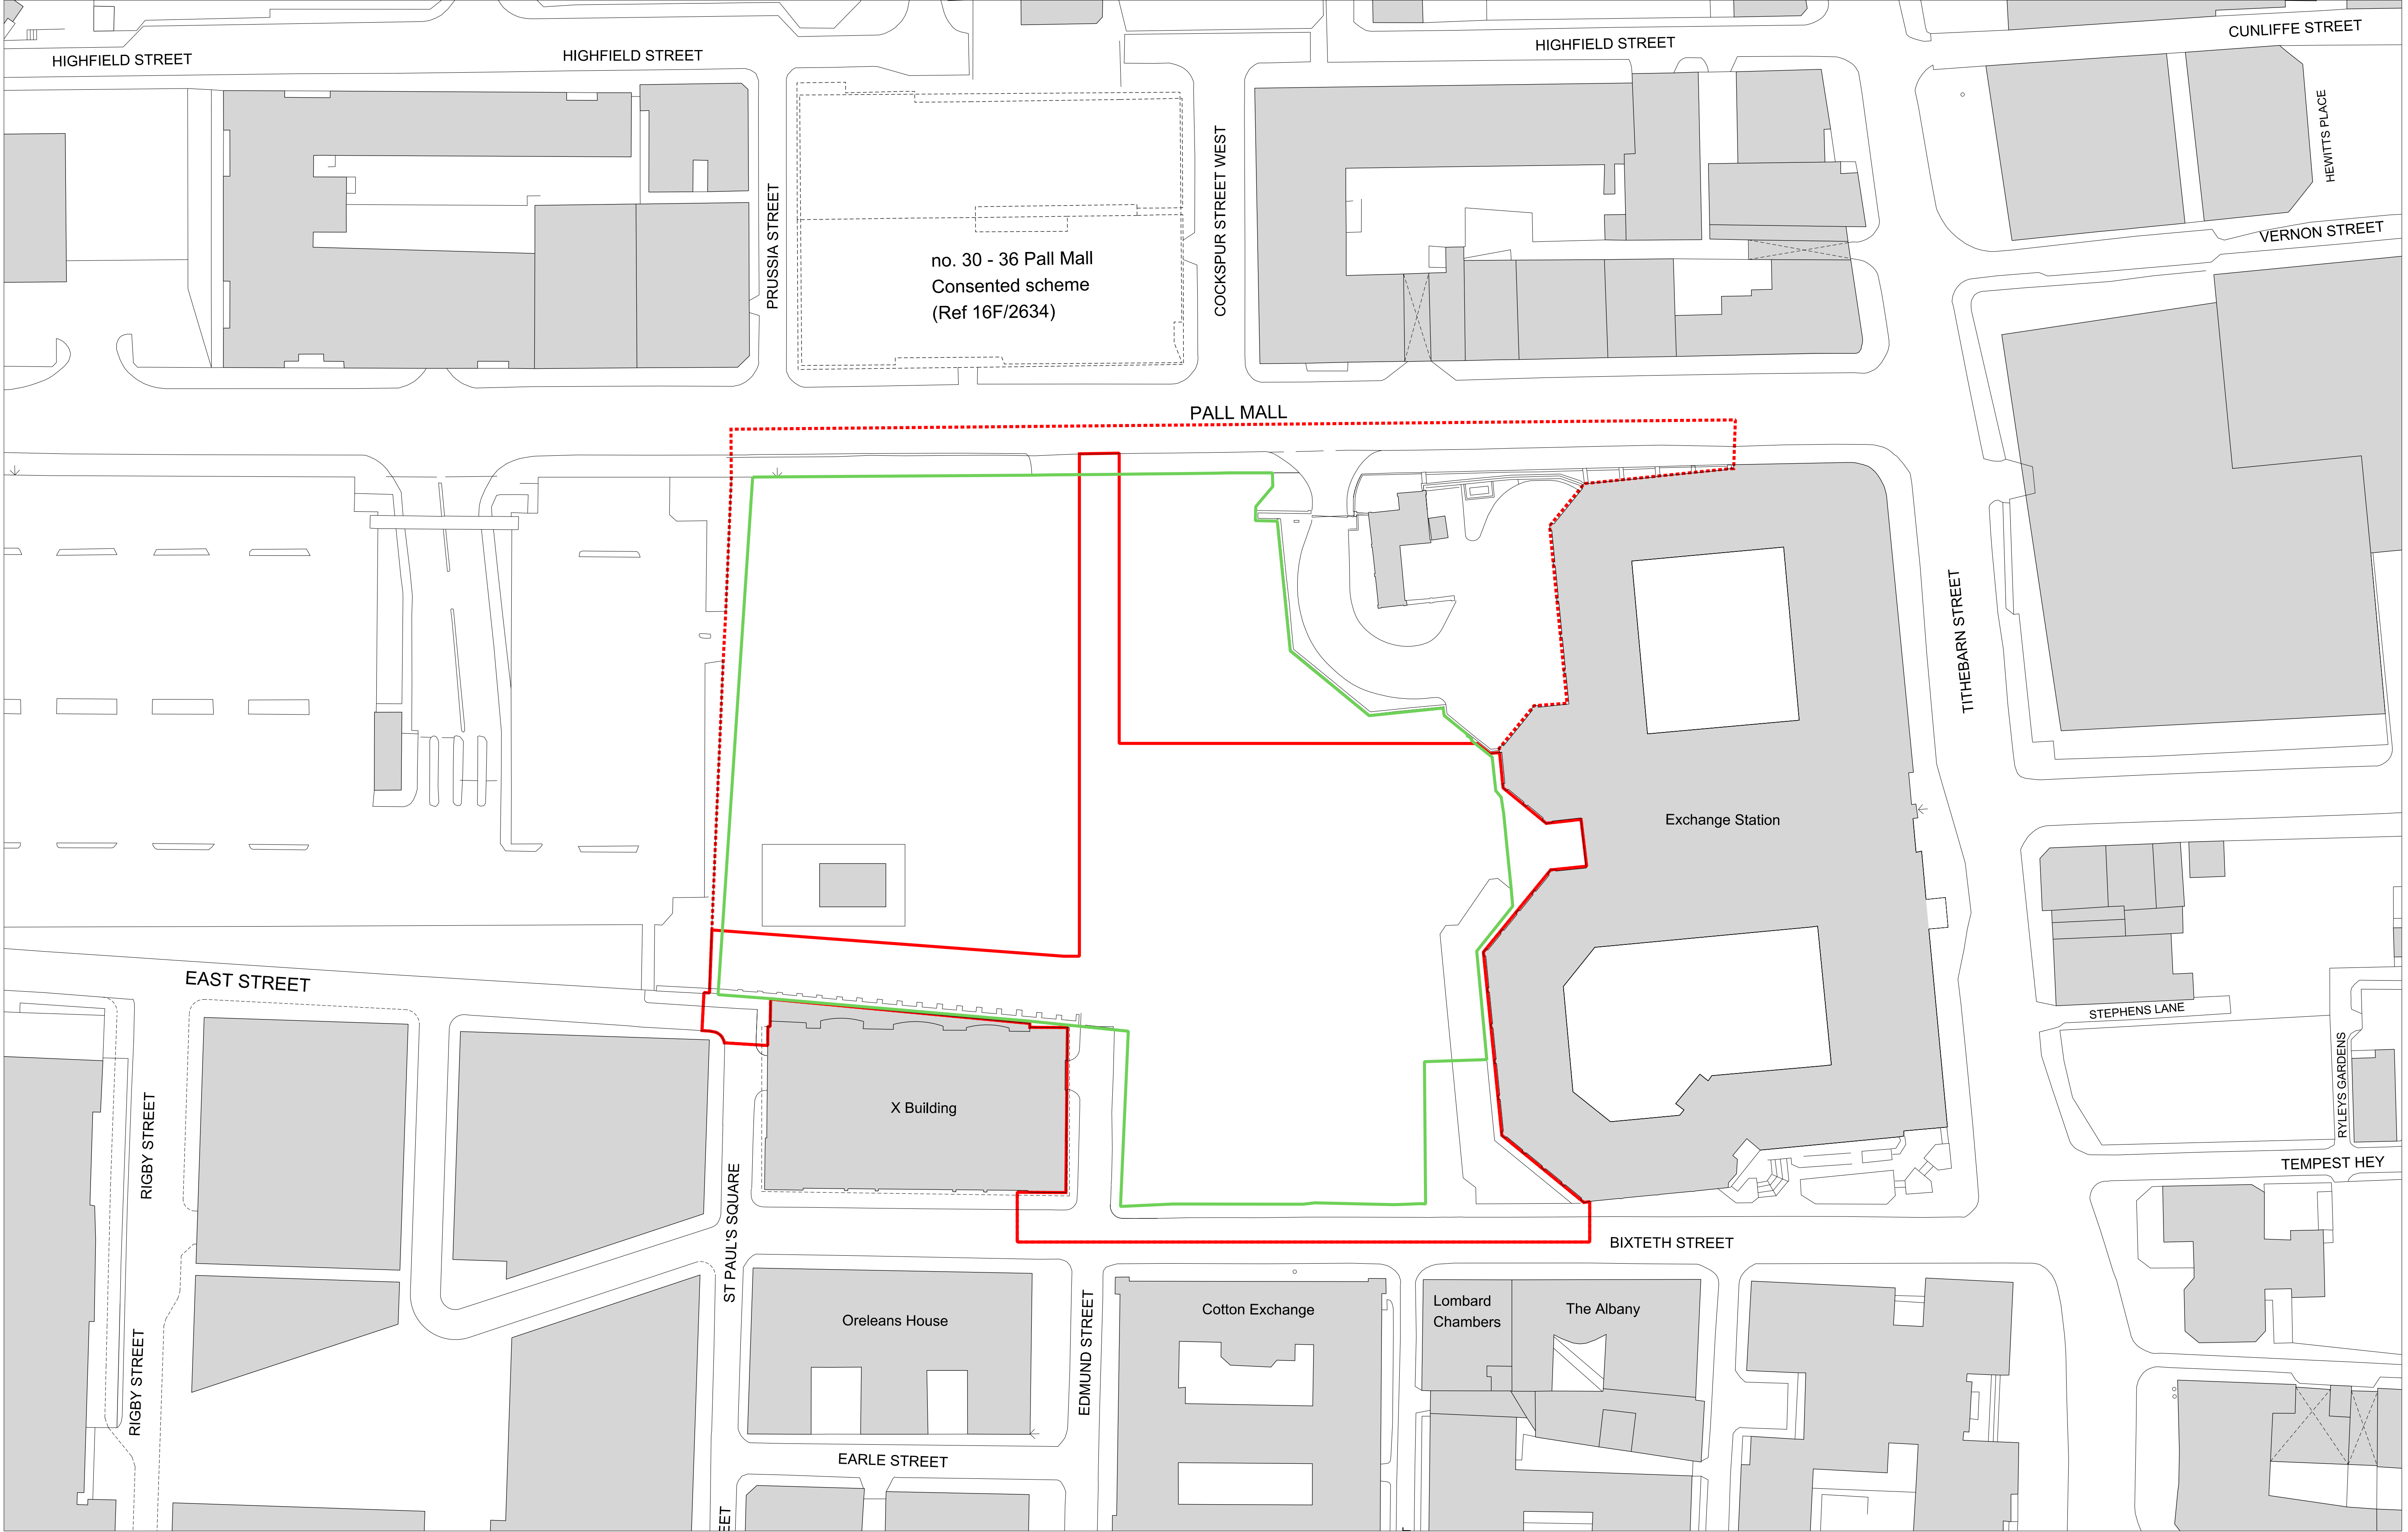 CUNLIFFE STREET
HIGHFIELD STREET
HIGHFIELD STREET
HIGHFIELD STREET
HEWITTS PLACE
PRUSSIA STREET
COCKSPUR STREET WEST
VERNON STREET
no. 30 - 36 Pall Mall
Consented scheme
(Ref 16F/2634)
PALL MALL
TITHEBARN STREET
Exchange Station
EAST STREET
STEPHENS LANE
RYLEYS GARDENS
X Building
RIGBY STREET
TEMPEST HEY
ST PAUL'S SQUARE
BIXTETH STREET
Oreleans House
EDMUND STREET
Cotton Exchange
Lombard
Chambers
The Albany
RIGBY STREET
EARLE STREET
EET